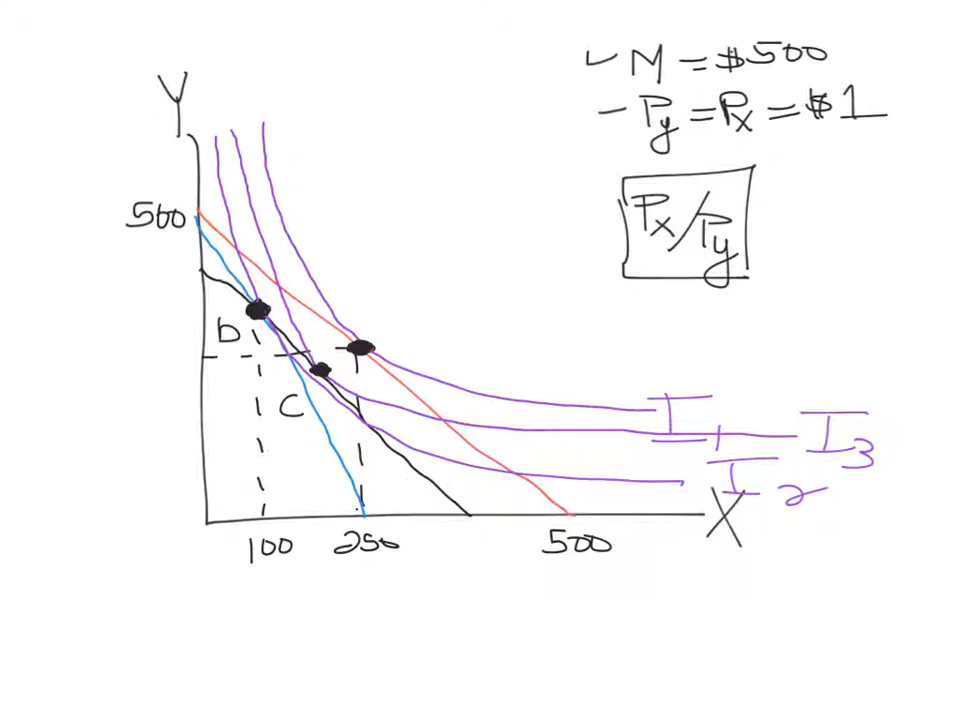 M = $500
- Py = Px = $1
Px/Py
Y
500
b
C
I1
I3
I2
X
100 250 500